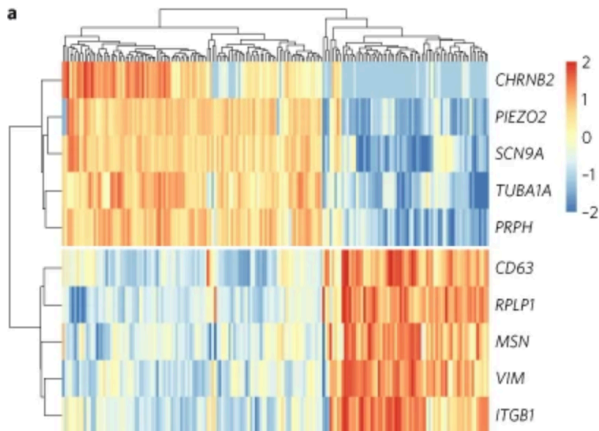 a
CHRNB2
PIEZO2
SCN9A
TUBA1A
PRPH
CD63
RPLP1
MSN
VIM
ITGB1
2
1
0
-1
-2